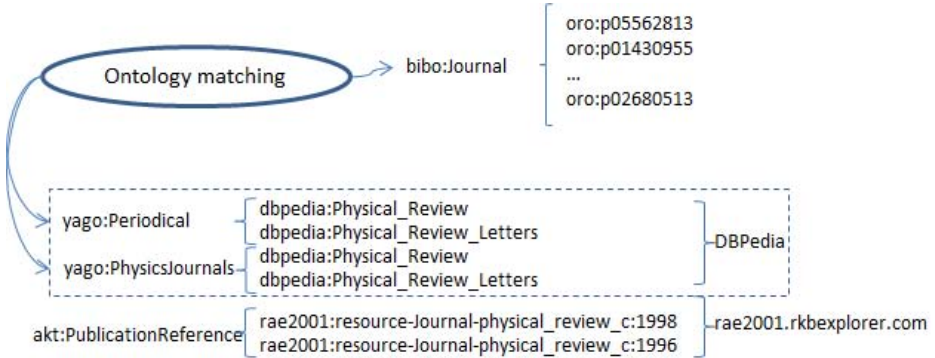 Ontology matching
bibo:Journal
oro:p05562813
oro:p01430955
...
oro:p02680513
yago:Periodical
dbpedia:Physical_Review
dbpedia:Physical_Review_Letters
yago:PhysicsJournals
dbpedia:Physical_Review
dbpedia:Physical_Review_Letters
DBPedia
akt:PublicationReference
rae2001:resource-Journal-physical_review_c:1998
rae2001:resource-Journal-physical_review_c:1996
rae2001.rkbexplorer.com